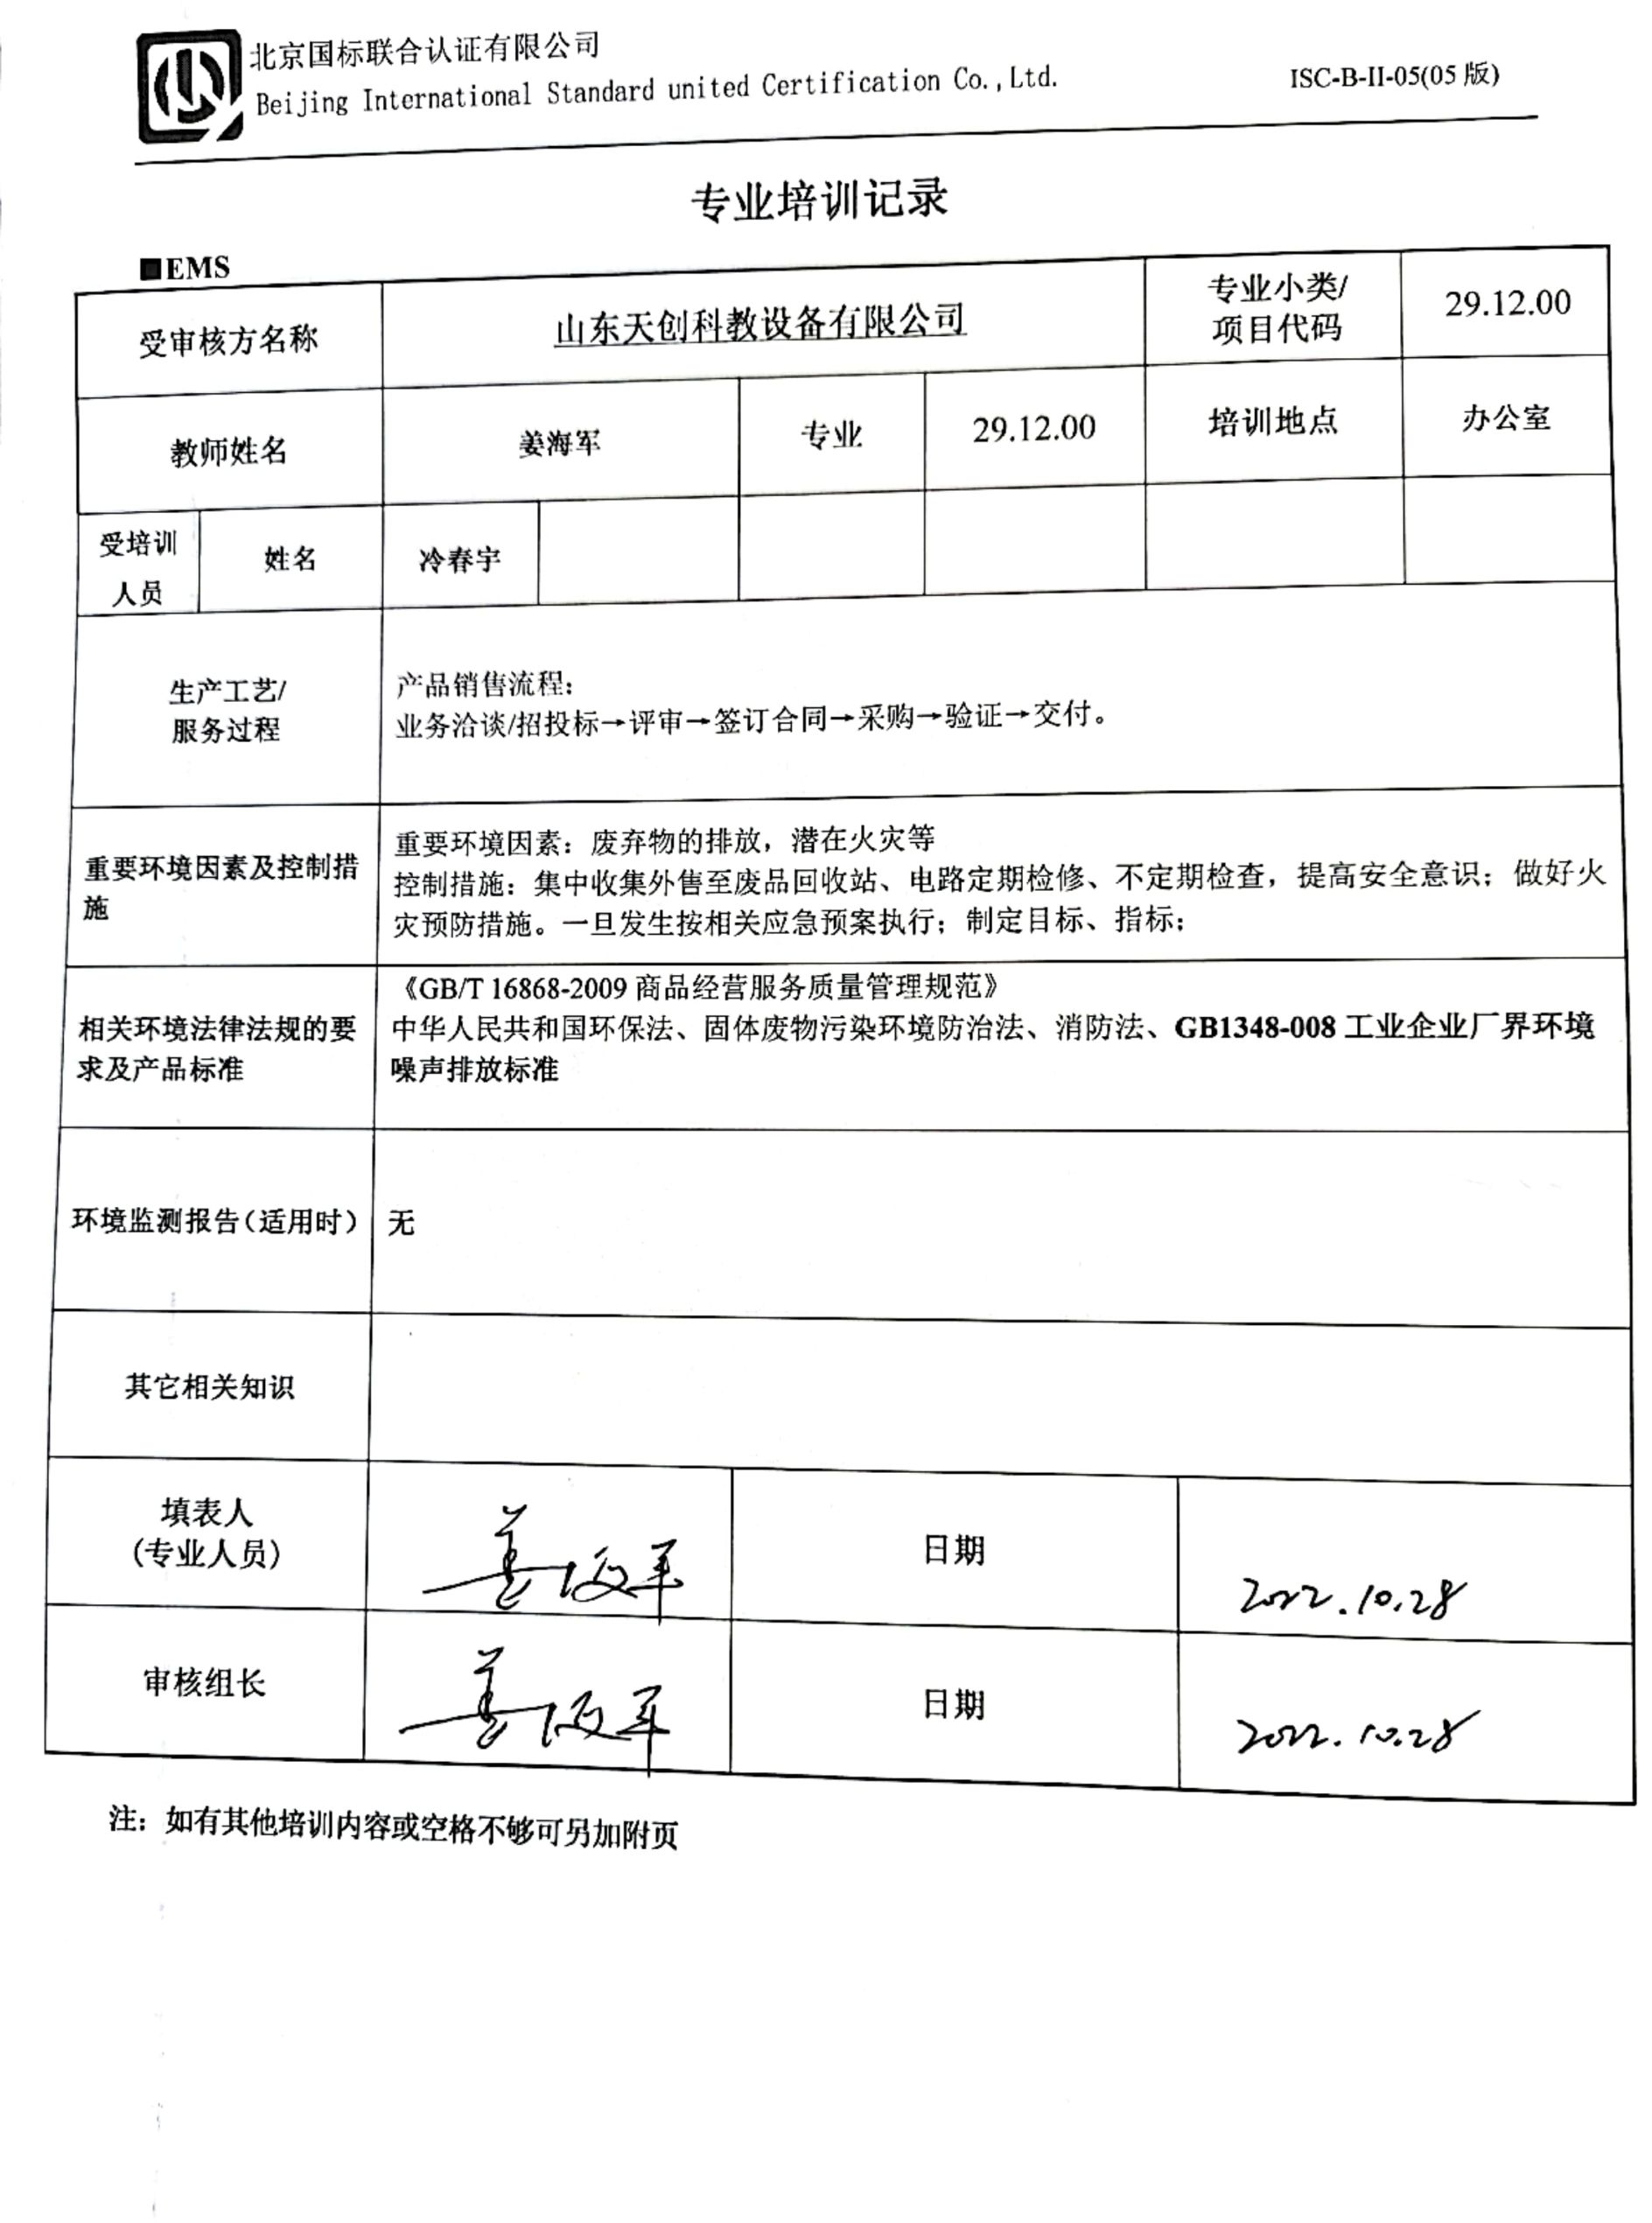 北京国标联合认证有限公司
Beijing International Standard united Certification Co.,Ltd.
ISC-B-II-05(05 版)
专业培训记录
■EMS
受审核方名称
山东天创科教设备有限公司
专业小类/
项目代码
29.12.00
教师姓名
姜海军
专业
29.12.00
培训地点
办公室
受培训
人员
姓名
冷春宇
生产工艺/
服务过程
产品销售流程：
业务洽谈/招投标→评审→签订合同→采购→验证→交付。
重要环境因素及控制措
施
重要环境因素：废弃物的排放，潜在火灾等
控制措施：集中收集外售至废品回收站、电路定期检修、不定期检查，提高安全意识；做好火
灾预防措施。一旦发生按相关应急预案执行；制定目标、指标；
相关环境法律法规的要
求及产品标准
《GB/T 16868-2009 商品经营服务质量管理规范》
中华人民共和国环保法、固体废物污染环境防治法、消防法、GB1348-008 工业企业厂界环境
噪声排放标准
环境监测报告（适用时）
无
其它相关知识
填表人
（专业人员）
姜海军
日期
2022.10.28
审核组长
姜海军
日期
2022.10.28
注：如有其他培训内容或空格不够可另加附页